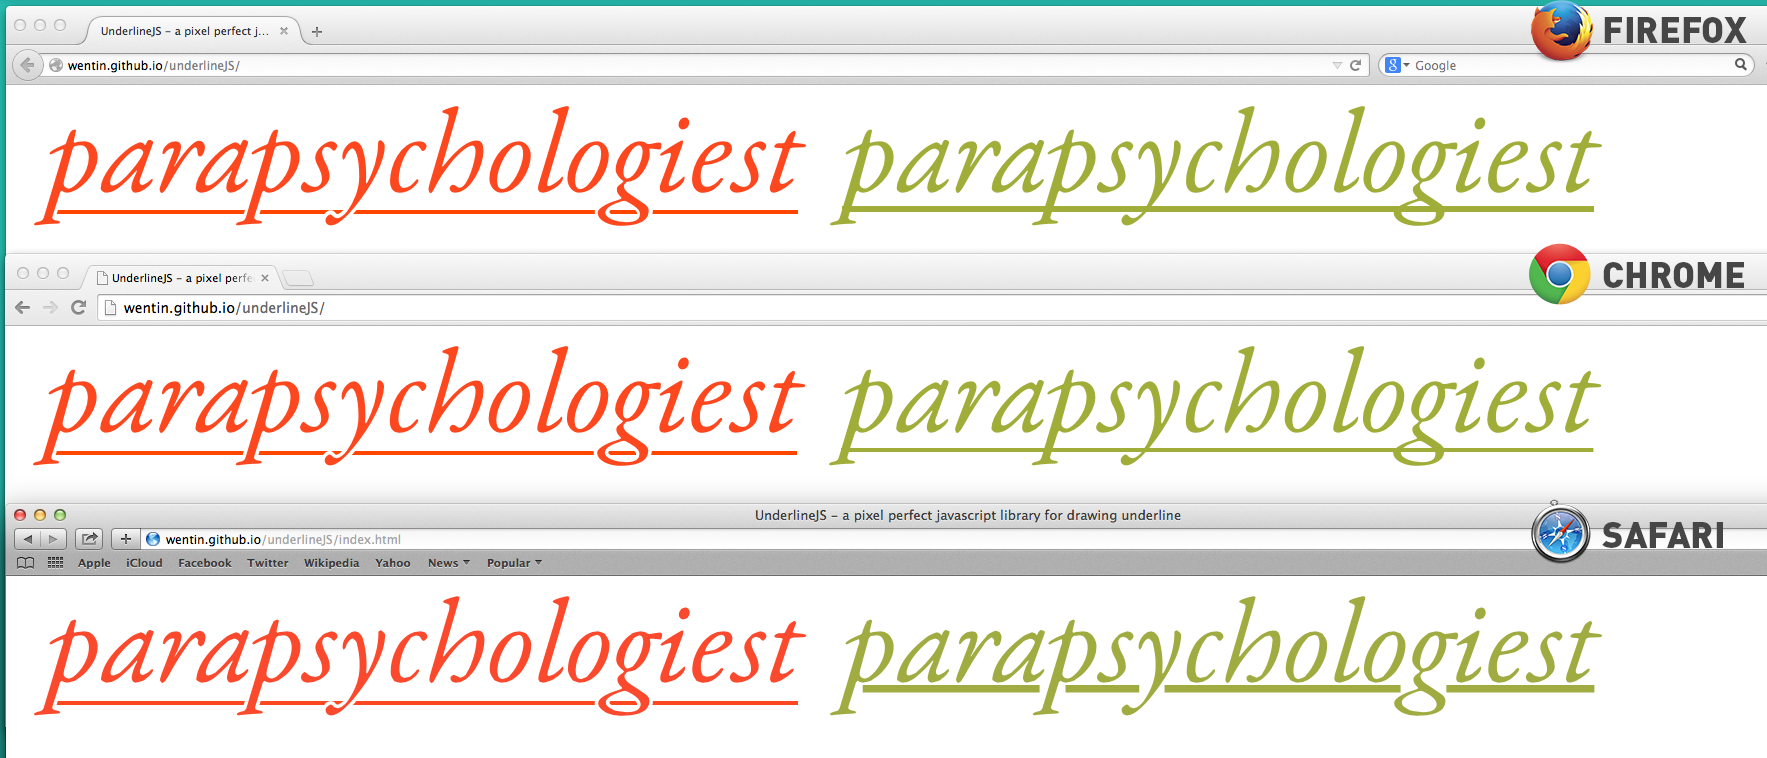 UnderlineJS – a pixel perfect j...
FIREFOX
wentin.github.io/underlineJS/
8 Google
parapsychologiest parapsychologiest
UnderlineJS – a pixel perfe
CHROME
wentin.github.io/underlineJS/
parapsychologiest parapsychologiest
UnderlineJS – a pixel perfect javascript library for drawing underline
SAFARI
wentin.github.io/underlineJS/index.html
Apple iCloud Facebook Twitter Wikipedia Yahoo News Popular
parapsychologiest parapsychologiest